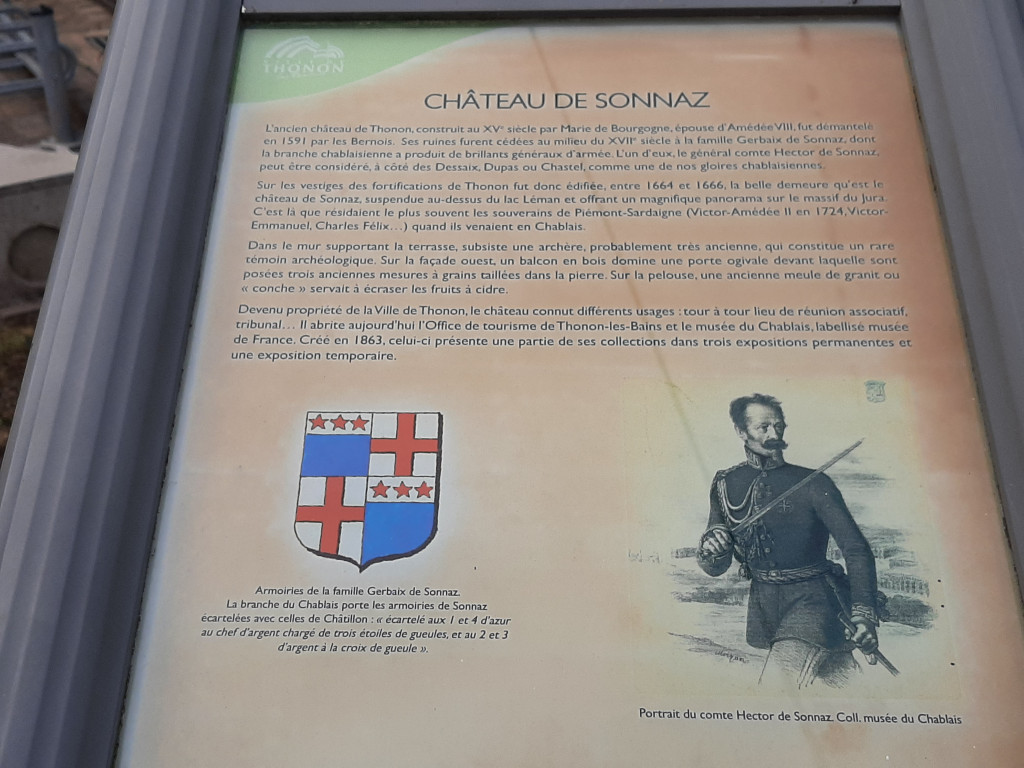 THONON
CHÂTEAU DE SONNAZ
L'ancien château de Thonon, construit au XVe siècle par Marie de Bourgogne, épouse d'Amédée VIII, fut démantelé
en 1591 par les Bernois. Ses ruines furent cédées au milieu du XVIIe siècle à la famille Gerbaix de Sonnaz, dont
la branche chablaisienne a produit de brillants généraux d'armée. L'un d'eux, le général comte Hector de Sonnaz,
peut être considéré, à côté des Dessaix, Dupas ou Chastel, comme une de nos gloires chablaisiennes.
Sur les vestiges des fortifications de Thonon fut donc édifiée, entre 1664 et 1666, la belle demeure qu'est le
château de Sonnaz, suspendue au-dessus du lac Léman et offrant un magnifique panorama sur le massif du Jura.
C'est là que résidaient le plus souvent les souverains de Piémont-Sardaigne (Victor-Amédée II en 1724, Victor-
Emmanuel, Charles Félix...) quand ils venaient en Chablais.
Dans le mur supportant la terrasse, subsiste une archère, probablement très ancienne, qui constitue un rare
témoin archéologique. Sur la façade ouest, un balcon en bois domine une porte ogivale devant laquelle sont
posées trois anciennes mesures à grains taillées dans la pierre. Sur la pelouse, une ancienne meule de granit ou
« conche » servait à écraser les fruits à cidre.
Devenu propriété de la Ville de Thonon, le château connut différents usages : tour à tour lieu de réunion associatif,
tribunal... Il abrite aujourd'hui l'Office de tourisme de Thonon-les-Bains et le musée du Chablais, labellisé musée
de France. Créé en 1863, celui-ci présente une partie de ses collections dans trois expositions permanentes et
une exposition temporaire.
Armoiries de la famille Gerbaix de Sonnaz.
La branche du Chablais porte les armoiries de Sonnaz
écartelées avec celles de Châtillon : « écartelé aux 1 et 4 d'azur
au chef d'argent chargé de trois étoiles de gueules, et au 2 et 3
d'argent à la croix de gueule ».
Portrait du comte Hector de Sonnaz. Coll. musée du Chablais